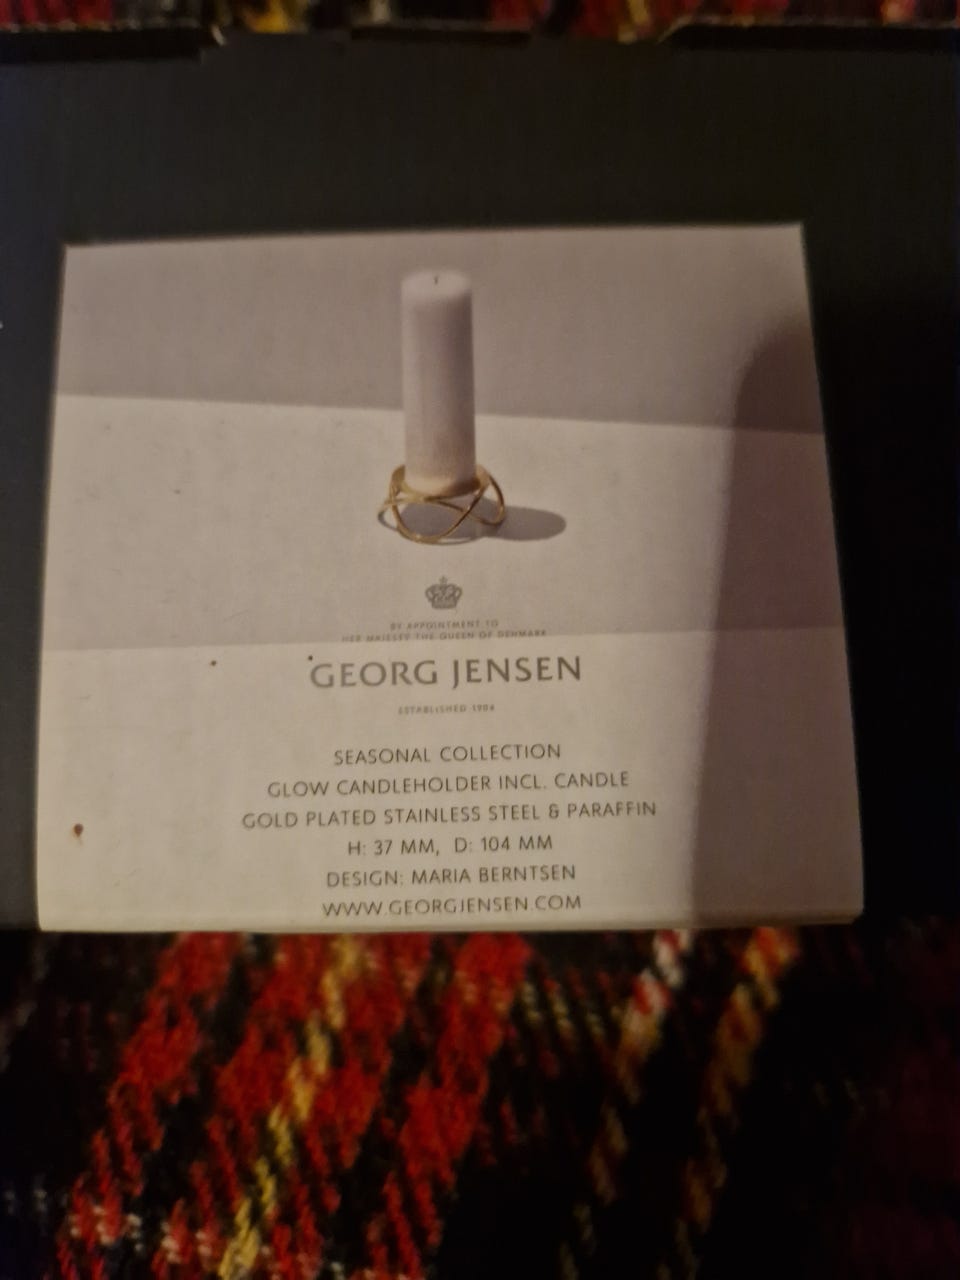 BY APPOINTMENT TO
HER MAJESTY THE QUEEN OF DENMARK
GEORG JENSEN
ESTABLISHED 1904
SEASONAL COLLECTION
GLOW CANDLEHOLDER INCL. CANDLE
GOLD PLATED STAINLESS STEEL & PARAFFIN
H: 37 MM, D: 104 MM
DESIGN: MARIA BERNTSEN
WWW.GEORGJENSEN.COM